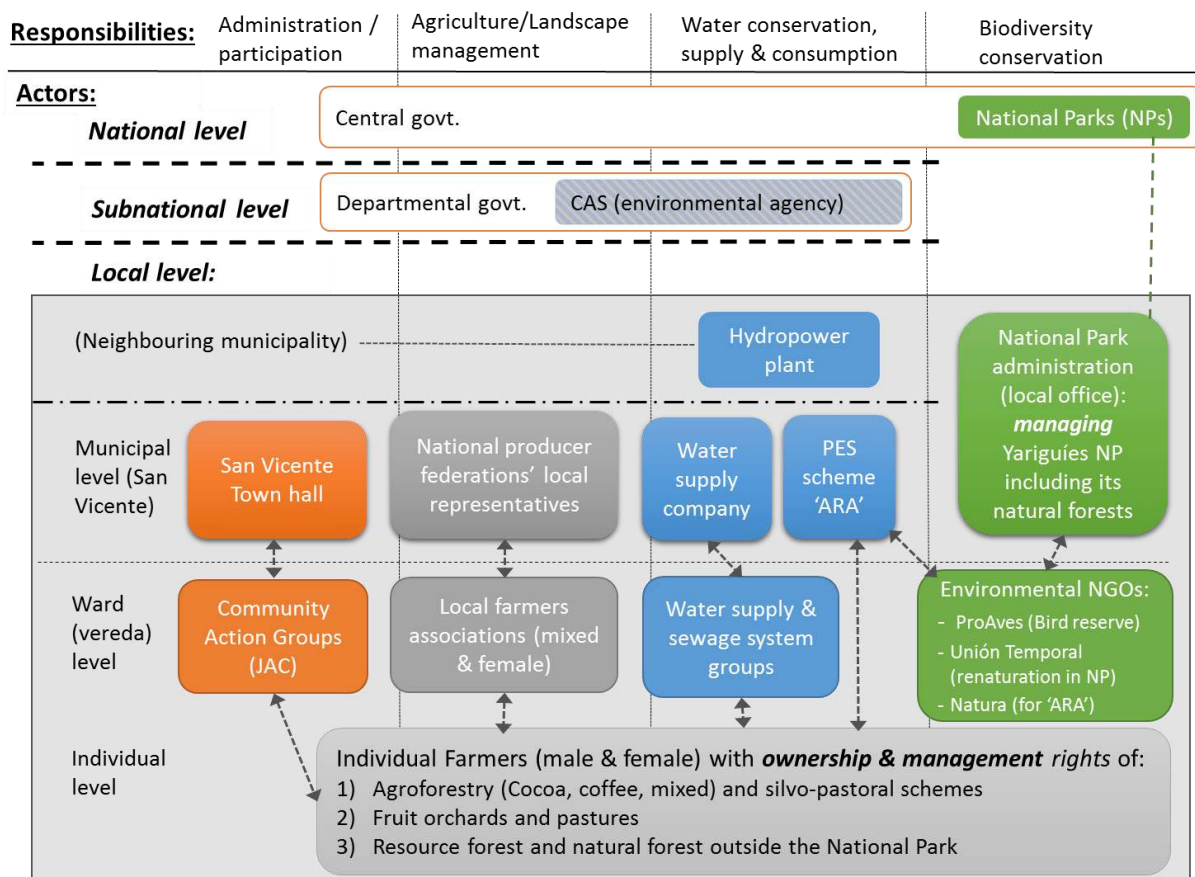 Responsibilities:
Administration /
participation
Agriculture/Landscape
management
Water conservation,
supply & consumption
Biodiversity
conservation
Actors:
National level
Central govt.
National Parks (NPs)
Subnational level
Departmental govt.
CAS (environmental agency)
Local level:
(Neighbouring municipality)
Hydropower
plant
National Park
administration
(local office):
managing
Yariguíes NP
including its
natural forests
Municipal
level (San
Vicente)
San Vicente
Town hall
National producer
federations’ local
representatives
Water
supply
company
PES
scheme
‘ARA’
Ward
(vereda)
level
Community
Action Groups
(JAC)
Local farmers
associations (mixed
& female)
Water supply &
sewage system
groups
Environmental NGOs:
- ProAves (Bird reserve)
- Unión Temporal
(renaturation in NP)
- Natura (for ‘ARA’)
Individual
level
Individual Farmers (male & female) with ownership & management rights of:
1) Agroforestry (Cocoa, coffee, mixed) and silvo-pastoral schemes
2) Fruit orchards and pastures
3) Resource forest and natural forest outside the National Park